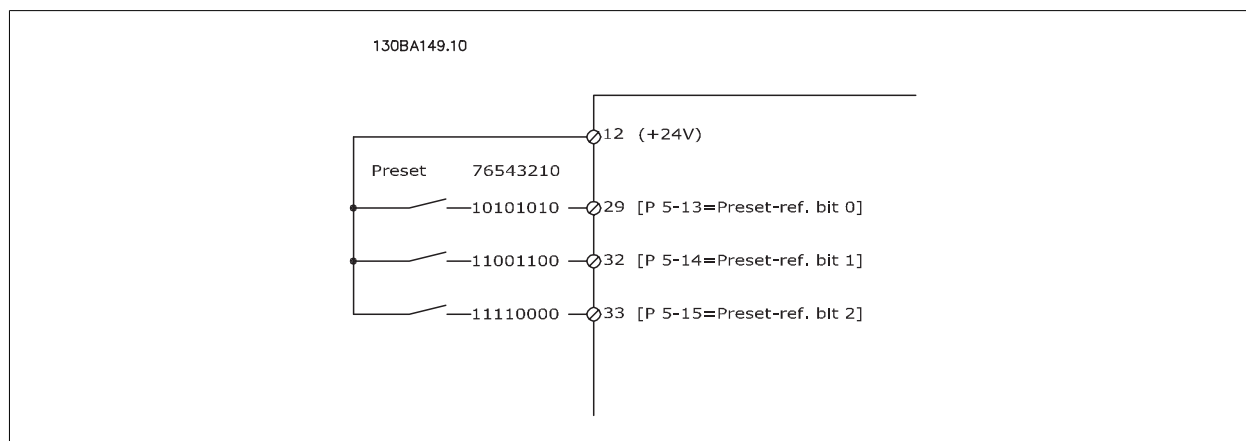 130BA149.10
12 (+24V)
Preset 76543210
10101010 29 [P 5-13=Preset-ref. bit 0]
11001100 32 [P 5-14=Preset-ref. bit 1]
11110000 33 [P 5-15=Preset-ref. bit 2]